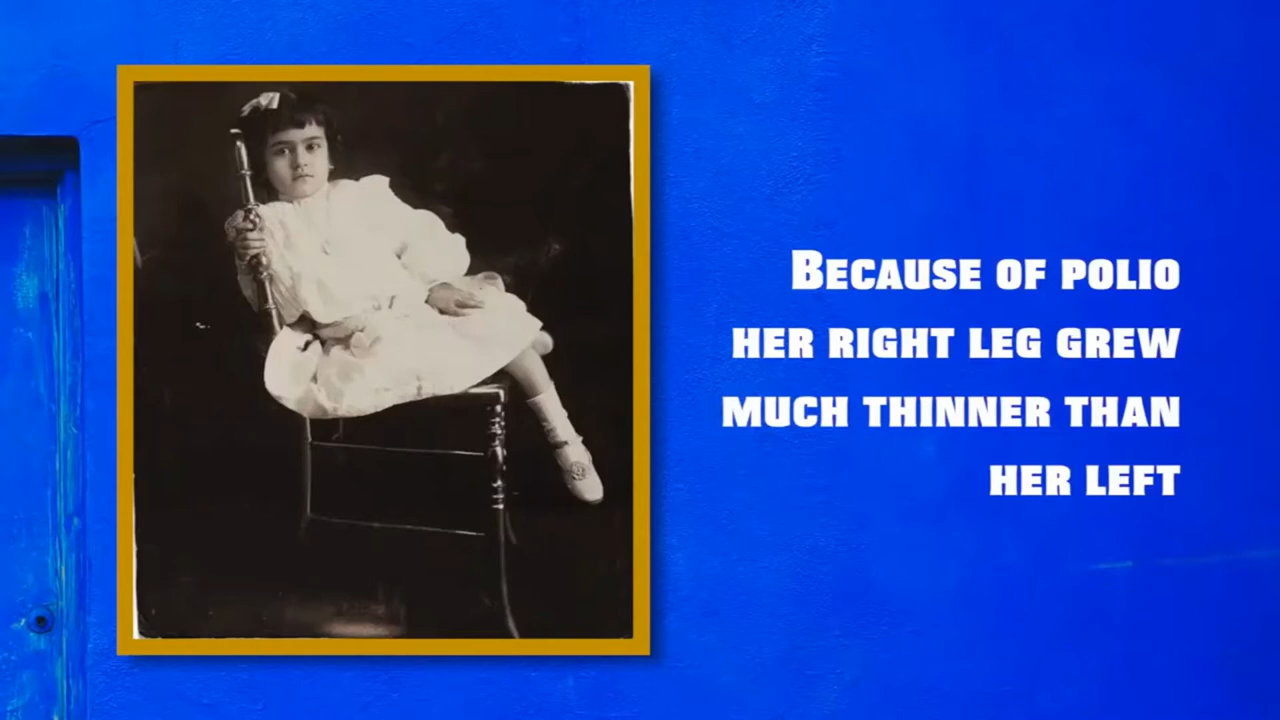 Because of polio
her right leg grew
much thinner than
her left